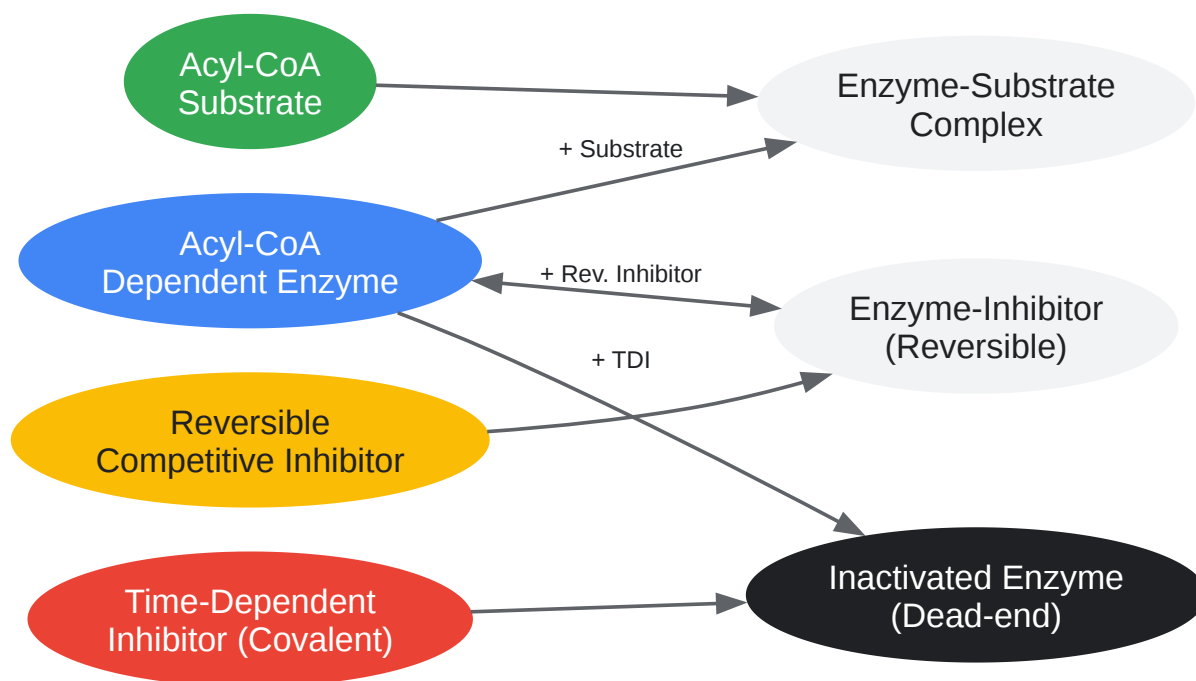 Acyl-CoA
Substrate
Enzyme-Substrate
Complex
+ Substrate
Acyl-CoA
Dependent Enzyme
+ Rev. Inhibitor
Enzyme-Inhibitor
(Reversible)
+ TDI
Reversible
Competitive Inhibitor
Time-Dependent
Inhibitor (Covalent)
Inactivated Enzyme
(Dead-end)